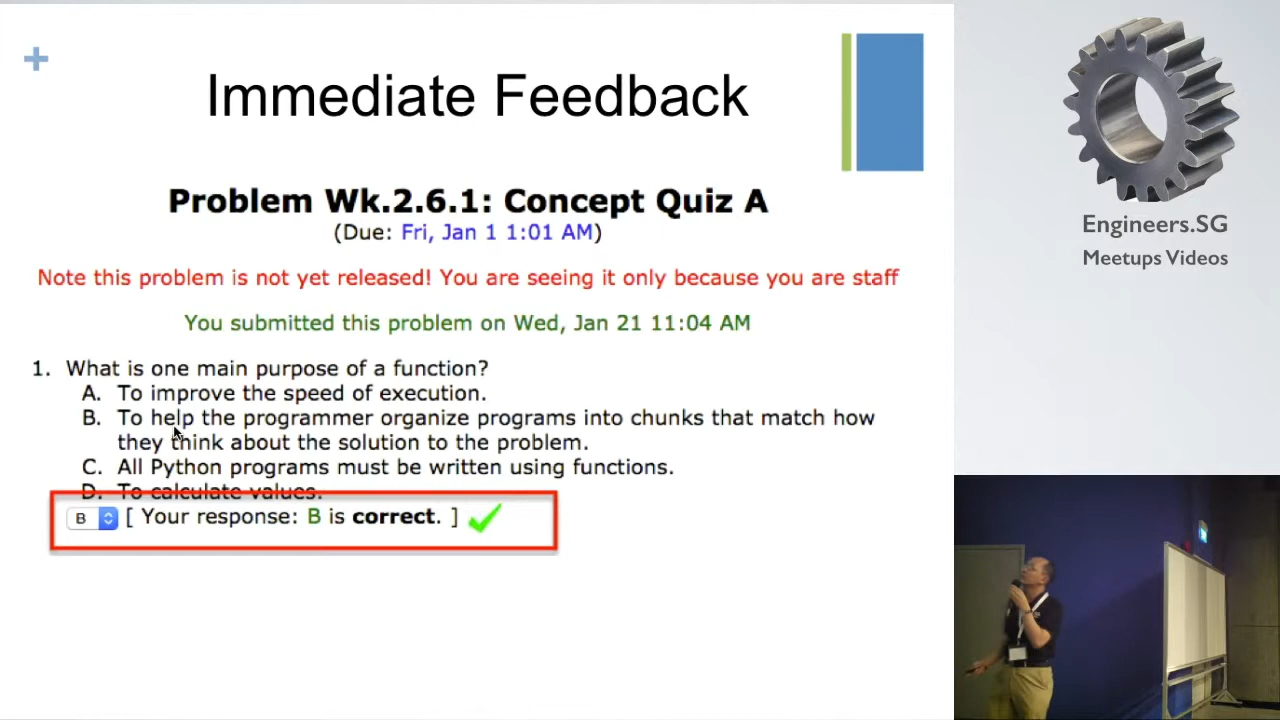 Immediate Feedback
Problem Wk.2.6.1: Concept Quiz A
(Due: Fri, Jan 1 1:01 AM)
Note this problem is not yet released! You are seeing it only because you are staff
You submitted this problem on Wed, Jan 21 11:04 AM
1. What is one main purpose of a function?
A. To improve the speed of execution.
B. To help the programmer organize programs into chunks that match how
they think about the solution to the problem.
C. All Python programs must be written using functions.
D. To calculate values.
B [ Your response: B is correct. ]
Engineers.SG
Meetups Videos